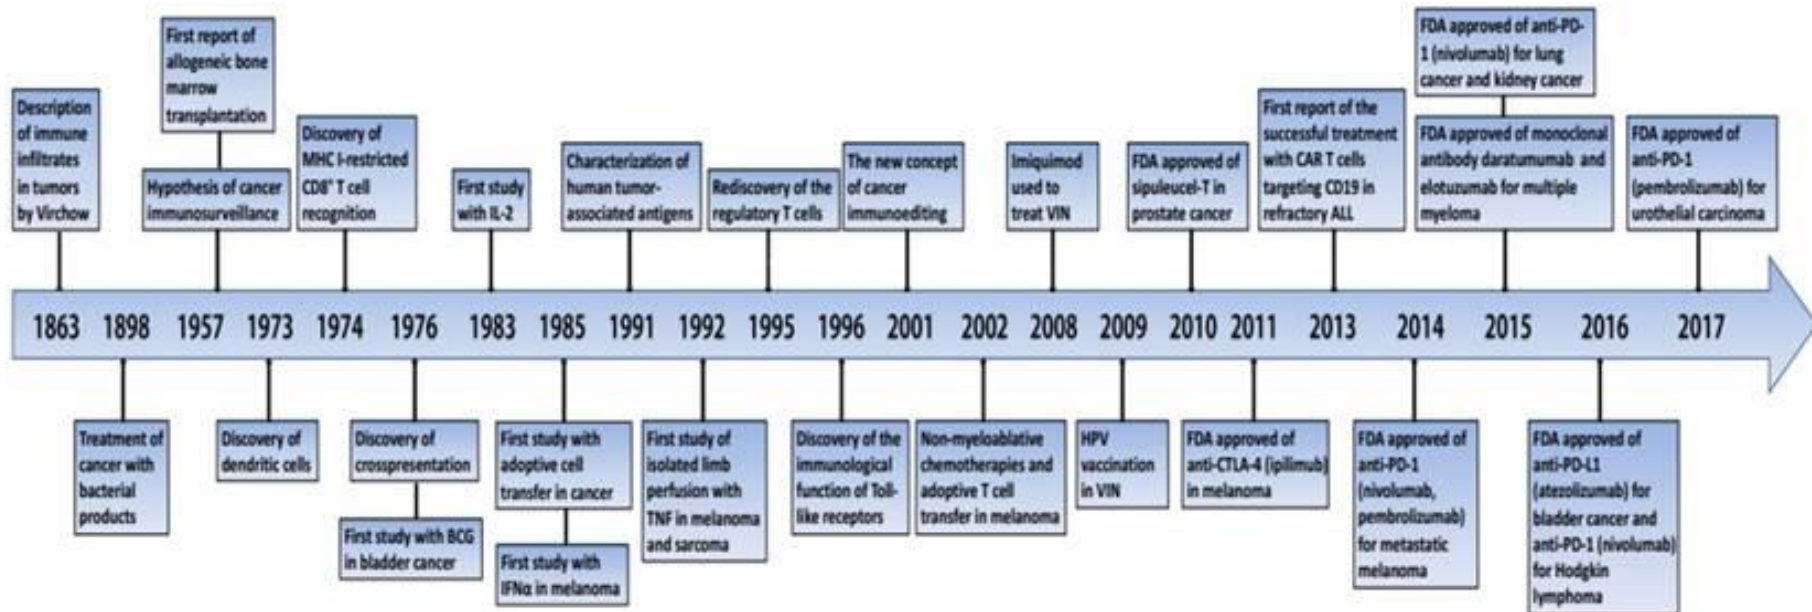 First report of
allogeneic bone
marrow
transplantation
FDA approved of anti-PD-
1 (nivolumab) for lung
cancer and kidney cancer
Description
of immune
infiltrates
in tumors
by Virchow
Hypothesis of cancer
immunosurveillance
Discovery of
MHC I-restricted
CD8⁺ T cell
recognition
First study
with IL-2
Characterization of
human tumor-
associated antigens
Rediscovery of the
regulatory T cells
The new concept
of cancer
immunoediting
Imiquimod
used to
treat VIN
FDA approved of
sipuleucel-T in
prostate cancer
First report of the
successful treatment
with CAR T cells
targeting CD19 in
refractory ALL
FDA approved of monoclonal
antibody daratumumab and
elotuzumab for multiple
myeloma
FDA approved of
anti-PD-1
(pembrolizumab) for
urothelial carcinoma
1863 1898 1957 1973 1974 1976 1983 1985 1991 1992 1995 1996 2001 2002 2008 2009 2010 2011 2013 2014 2015 2016 2017
Treatment of
cancer with
bacterial
products
Discovery of
dendritic cells
Discovery of
crosspresentation
First study with BCG
in bladder cancer
First study with
adoptive cell
transfer in cancer
First study with
IFNα in melanoma
First study of
isolated limb
perfusion with
TNF in melanoma
and sarcoma
Discovery of the
immunological
function of Toll-
like receptors
Non-myeloablative
chemotherapies and
adoptive T cell
transfer in melanoma
HPV
vaccination
in VIN
FDA approved of
anti-CTLA-4 (ipilimub)
in melanoma
FDA approved of
anti-PD-1
(nivolumab,
pembrolizumab)
for metastatic
melanoma
FDA approved of
anti-PD-L1
(atezolizumab) for
bladder cancer and
anti-PD-1 (nivolumab)
for Hodgkin
lymphoma